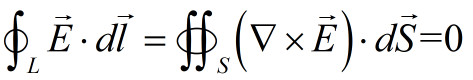 ∮_L E⃗ · dl⃗ = ∯_S (∇ × E⃗) · dS⃗=0